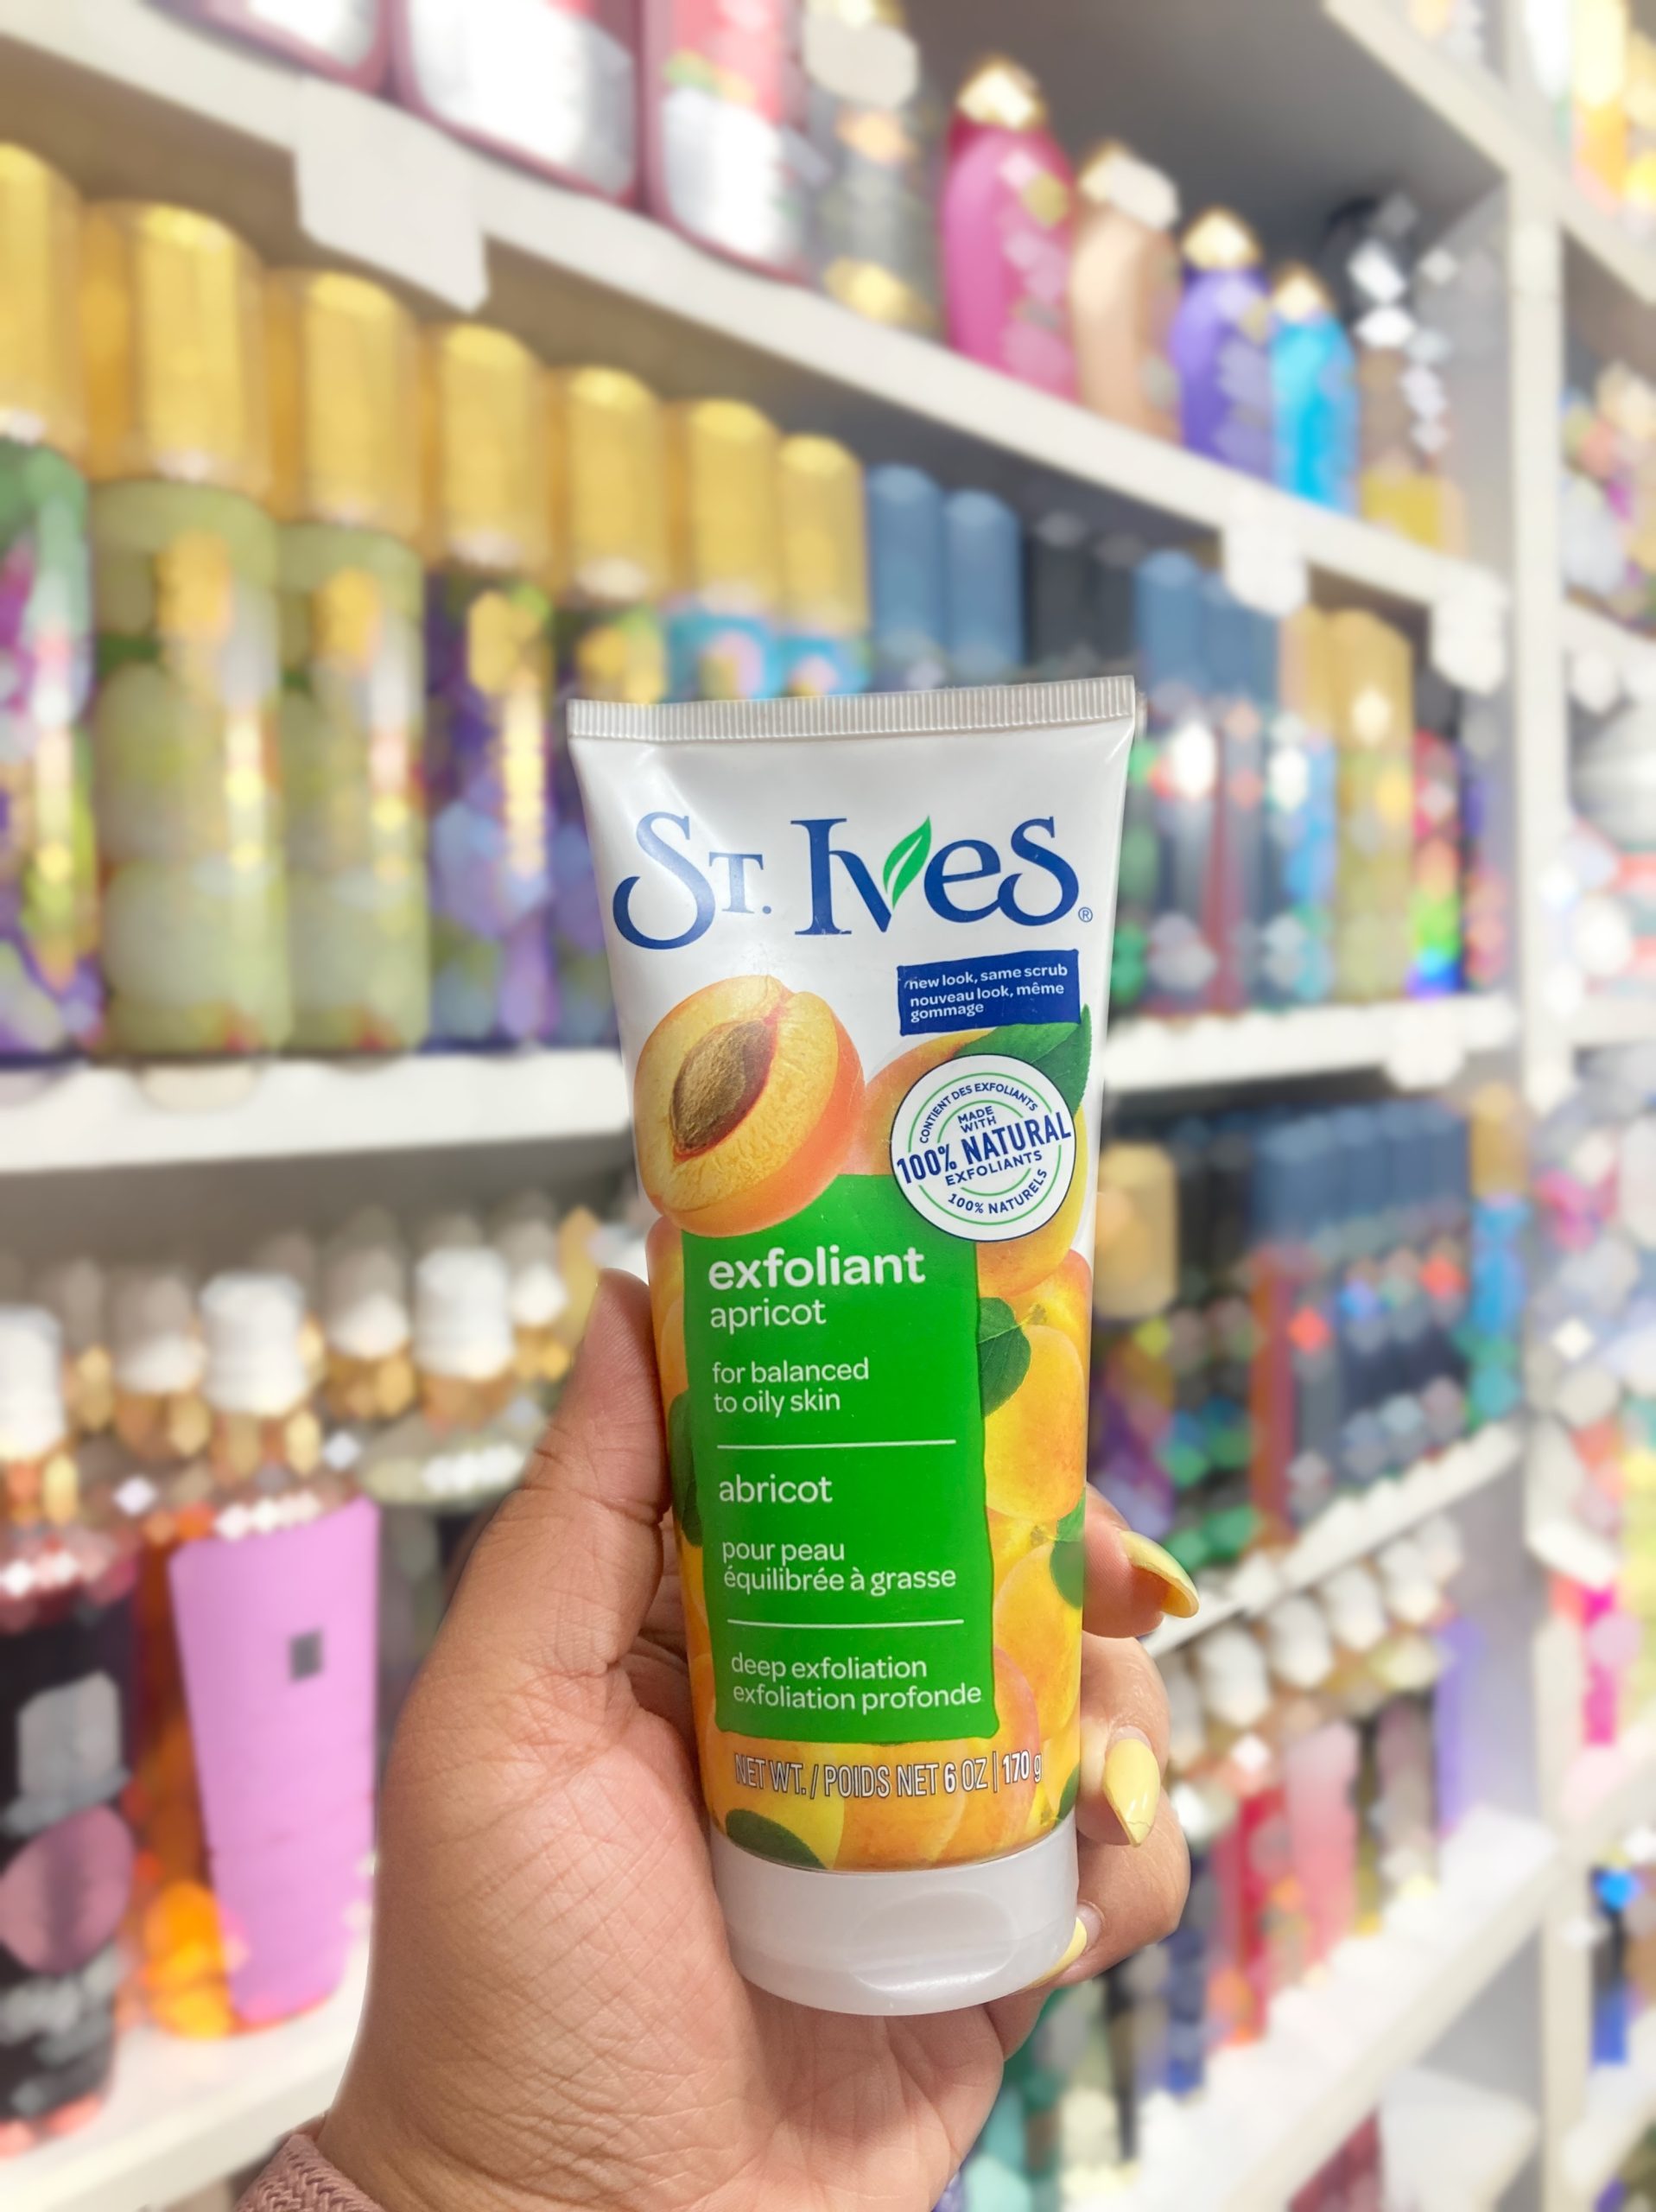 St. Ives®
new look, same scrub
nouveau look, même
gommage
CONTIENT DES EXFOLIANTS
MADE
WITH
100% NATURAL
EXFOLIANTS
100% NATURELS
exfoliant
apricot
for balanced
to oily skin
abricot
pour peau
équilibrée à grasse
deep exfoliation
exfoliation profonde
NET WT. / POIDS NET 6 OZ | 170 g